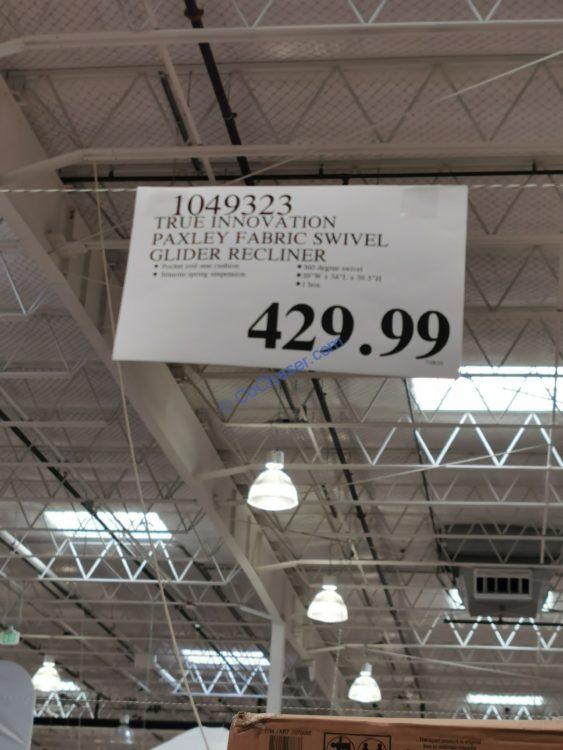 1049323
TRUE INNOVATION
PAXLEY FABRIC SWIVEL
GLIDER RECLINER
• Pocket coil seat cushion
• Sinuous spring suspension
• 360 degree swivel
• 1 box
429.99
CoChaser.com